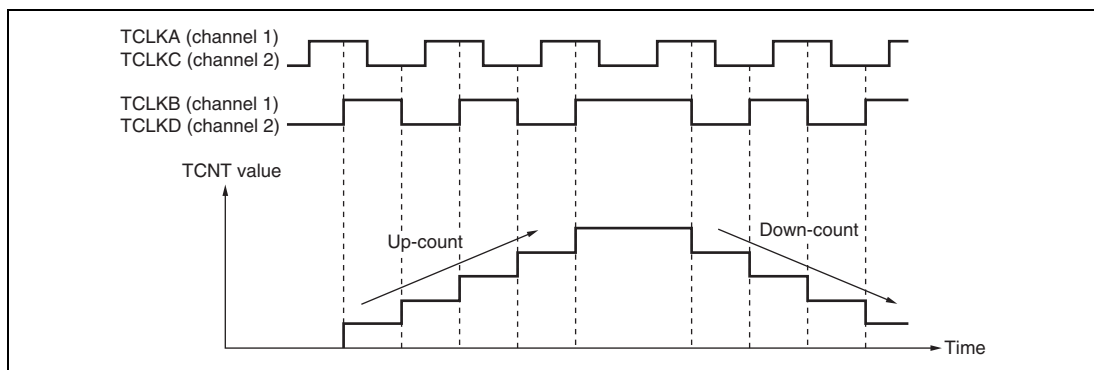 TCLKA (channel 1)
TCLKC (channel 2)
TCLKB (channel 1)
TCLKD (channel 2)
TCNT value
Up-count
Down-count
Time